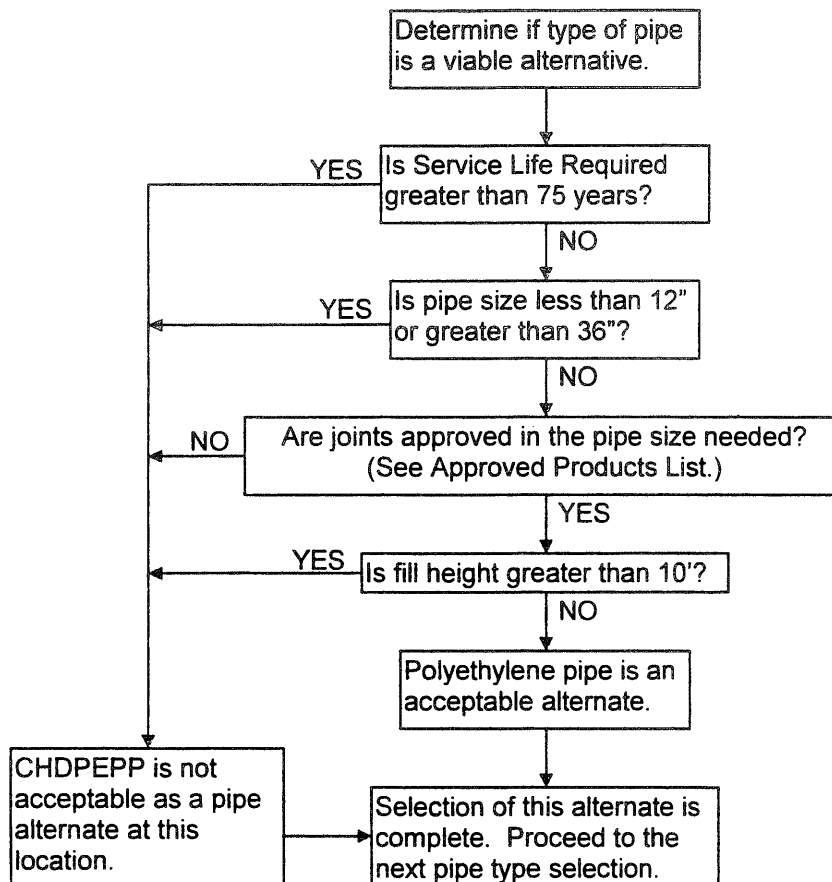 Determine if type of pipe
is a viable alternative.
YES
Is Service Life Required
greater than 75 years?
NO
YES
Is pipe size less than 12"
or greater than 36"?
NO
NO
Are joints approved in the pipe size needed?
(See Approved Products List.)
YES
YES
Is fill height greater than 10'?
NO
Polyethylene pipe is an
acceptable alternate.
CHDPEPP is not
acceptable as a pipe
alternate at this
location.
Selection of this alternate is
complete. Proceed to the
next pipe type selection.